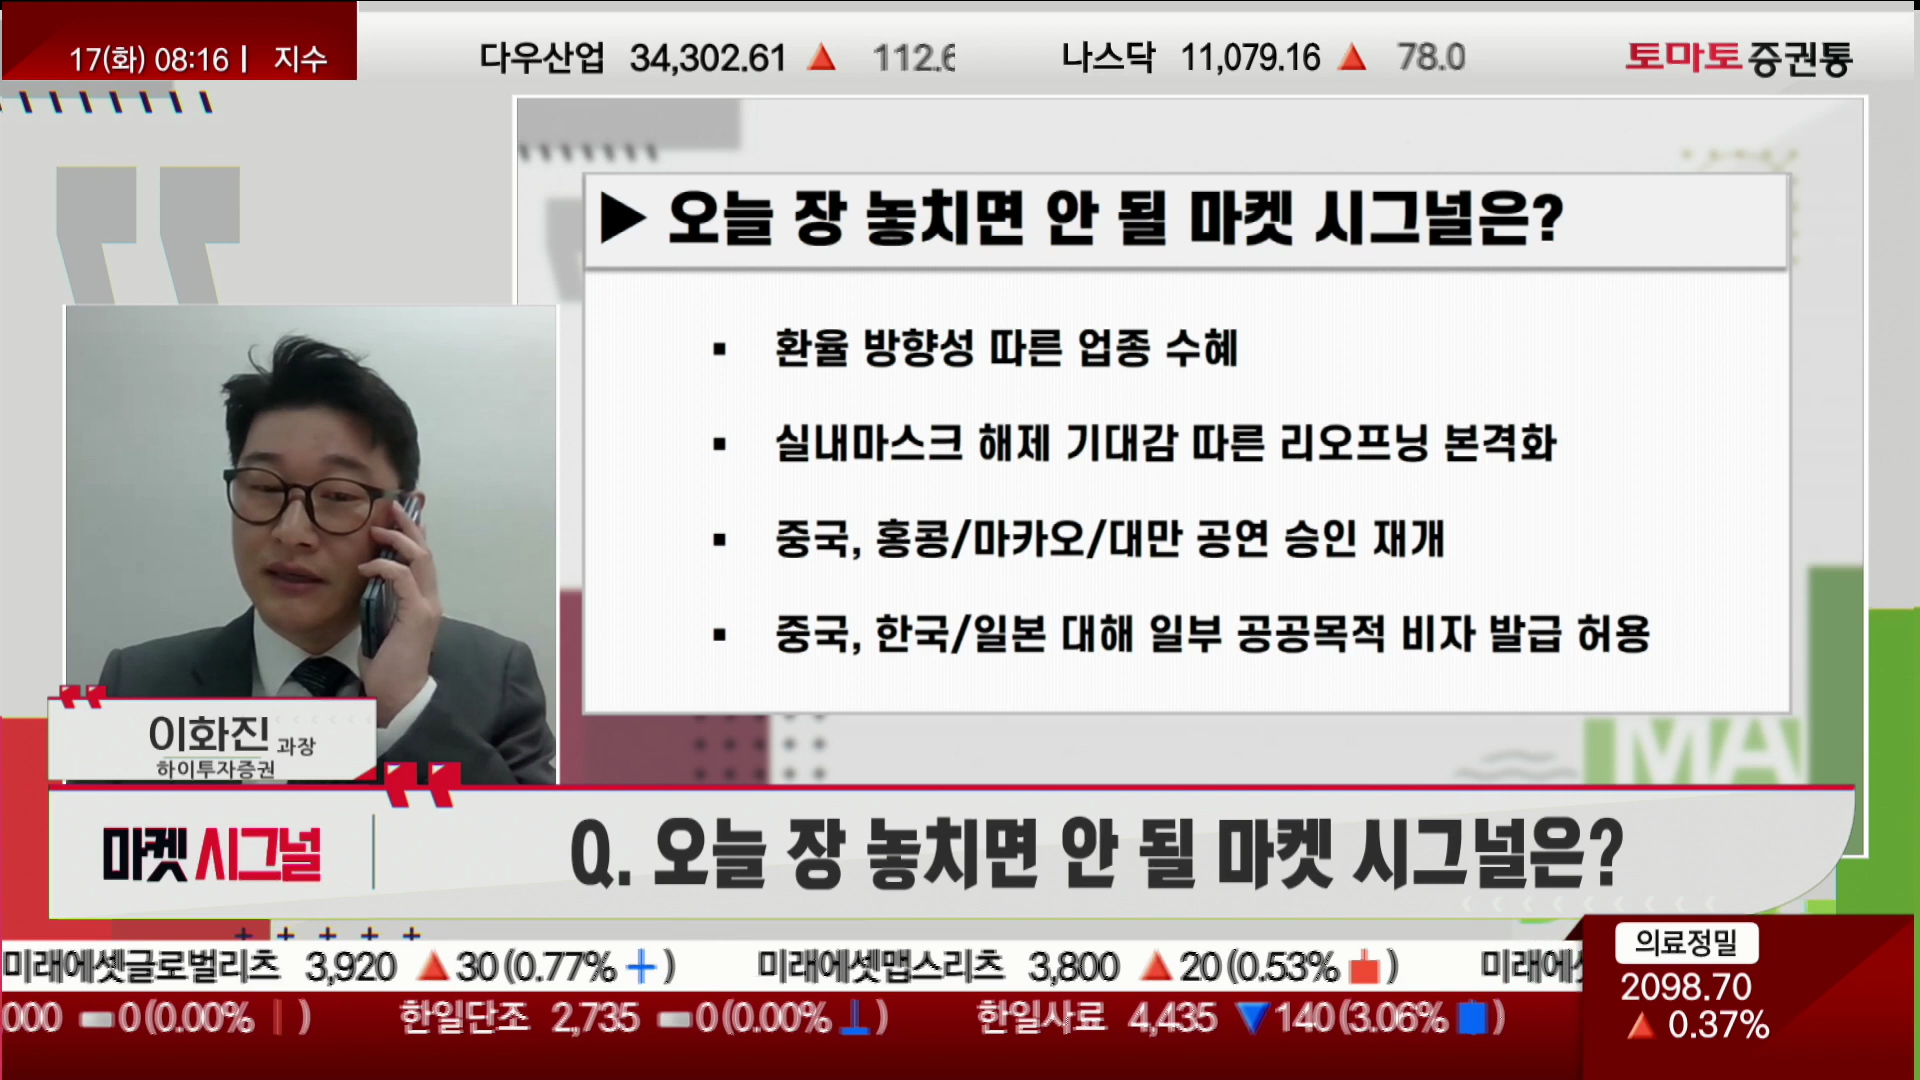 17(화) 08:16 | 지수
다우산업 34,302.61 ▲ 112.6
나스닥 11,079.16 ▲ 78.0
토마토증권통
▶ 오늘 장 놓치면 안 될 마켓 시그널은?
▪ 환율 방향성 따른 업종 수혜
▪ 실내마스크 해제 기대감 따른 리오프닝 본격화
▪ 중국, 홍콩/마카오/대만 공연 승인 재개
▪ 중국, 한국/일본 대해 일부 공공목적 비자 발급 허용
이화진 과장
하이투자증권
MA
마켓시그널
Q. 오늘 장 놓치면 안 될 마켓 시그널은?
미래에셋글로벌리츠 3,920 ▲30(0.77% ) 미래에셋맵스리츠 3,800 ▲20(0.53% ) 미래에
000 0(0.00% ) 한일단조 2,735 0(0.00% ) 한일사료 4,435 ▼140(3.06% )
의료정밀
2098.70
▲ 0.37%